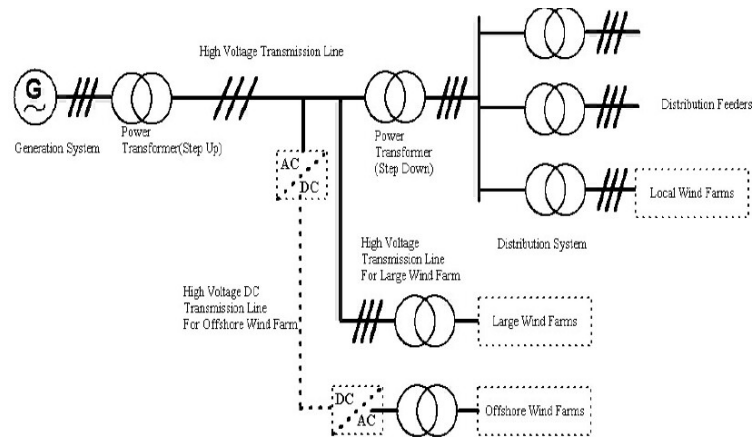 High Voltage Transmission Line
G
Generation System
Power
Transformer(Step Up)
Power
Transformer
(Step Down)
Distribution Feeders
AC
DC
Local Wind Farms
Distribution System
High Voltage
Transmission Line
For Large Wind Farm
High Voltage DC
Transmission Line
For Offshore Wind Farm
Large Wind Farms
DC
AC
Offshore Wind Farms